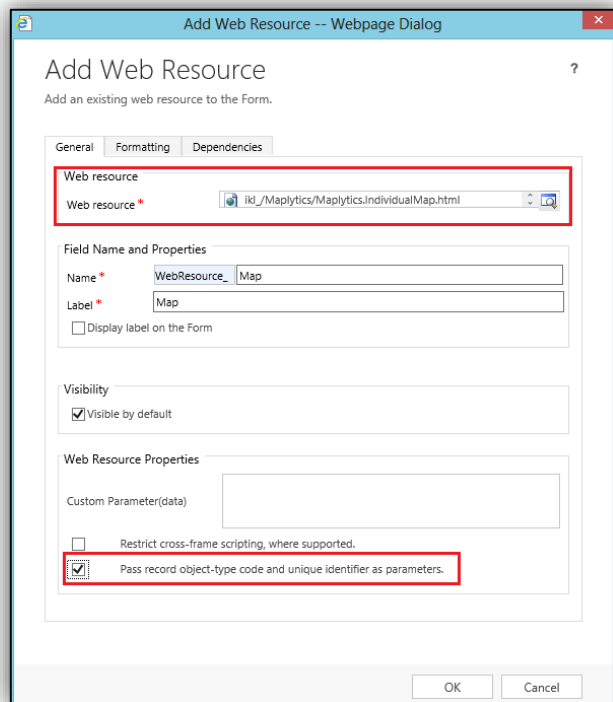 Add Web Resource -- Webpage Dialog
Add Web Resource
?
Add an existing web resource to the Form.
General Formatting Dependencies
Web resource
Web resource * ikl_/Maplytics/Maplytics.IndividualMap.html
Field Name and Properties
Name * WebResource_ Map
Label * Map
Display label on the Form
Visibility
Visible by default
Web Resource Properties
Custom Parameter(data)
Restrict cross-frame scripting, where supported.
Pass record object-type code and unique identifier as parameters.
OK Cancel